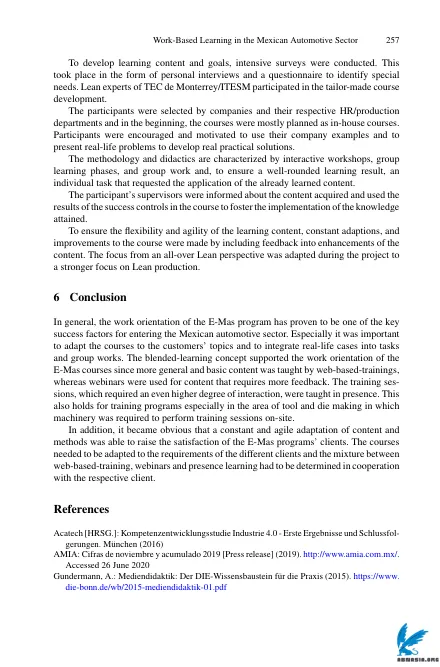 Work-Based Learning in the Mexican Automotive Sector 257
To develop learning content and goals, intensive surveys were conducted. This
took place in the form of personal interviews and a questionnaire to identify special
needs. Lean experts of TEC de Monterrey/ITESM participated in the tailor-made course
development.
The participants were selected by companies and their respective HR/production
departments and in the beginning, the courses were mostly planned as in-house courses.
Participants were encouraged and motivated to use their company examples and to
present real-life problems to develop real practical solutions.
The methodology and didactics are characterized by interactive workshops, group
learning phases, and group work and, to ensure a well-rounded learning result, an
individual task that requested the application of the already learned content.
The participant's supervisors were informed about the content acquired and used the
results of the success controls in the course to foster the implementation of the knowledge
attained.
To ensure the flexibility and agility of the learning content, constant adaptions, and
improvements to the course were made by including feedback into enhancements of the
content. The focus from an all-over Lean perspective was adapted during the project to
a stronger focus on Lean production.
6 Conclusion
In general, the work orientation of the E-Mas program has proven to be one of the key
success factors for entering the Mexican automotive sector. Especially it was important
to adapt the courses to the customers' topics and to integrate real-life cases into tasks
and group works. The blended-learning concept supported the work orientation of the
E-Mas courses since more general and basic content was taught by web-based-trainings,
whereas webinars were used for content that requires more feedback. The training ses-
sions, which required an even higher degree of interaction, were taught in presence. This
also holds for training programs especially in the area of tool and die making in which
machinery was required to perform training sessions on-site.
In addition, it became obvious that a constant and agile adaptation of content and
methods was able to raise the satisfaction of the E-Mas programs' clients. The courses
needed to be adapted to the requirements of the different clients and the mixture between
web-based-training, webinars and presence learning had to be determined in cooperation
with the respective client.
References
Acatech [HRSG.]: Kompetenzentwicklungsstudie Industrie 4.0 - Erste Ergebnisse und Schlussfol-
gerungen. München (2016)
AMIA: Cifras de noviembre y acumulado 2019 [Press release] (2019). http://www.amia.com.mx/.
Accessed 26 June 2020
Gundermann, A.: Mediendidaktik: Der DIE-Wissensbaustein für die Praxis (2015). https://www.
die-bonn.de/wb/2015-mediendidaktik-01.pdf